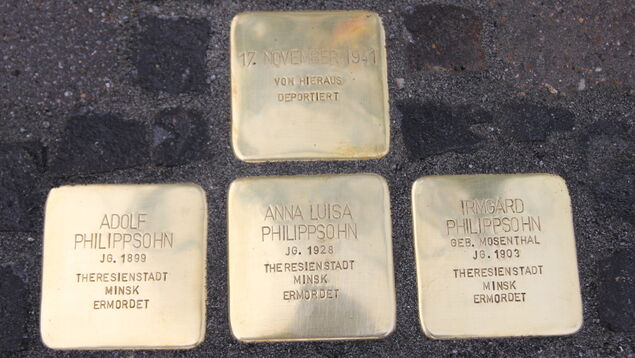 17. NOVEMBER 1941
VON HIERAUS
DEPORTIERT
ADOLF
PHILIPPSOHN
JG. 1899
THERESIENSTADT
MINSK
ERMORDET
ANNA LUISA
PHILIPPSOHN
JG. 1928
THERESIENSTADT
MINSK
ERMORDET
IRMGARD
PHILIPPSOHN
GEB. MOSENTHAL
JG. 1903
THERESIENSTADT
MINSK
ERMORDET